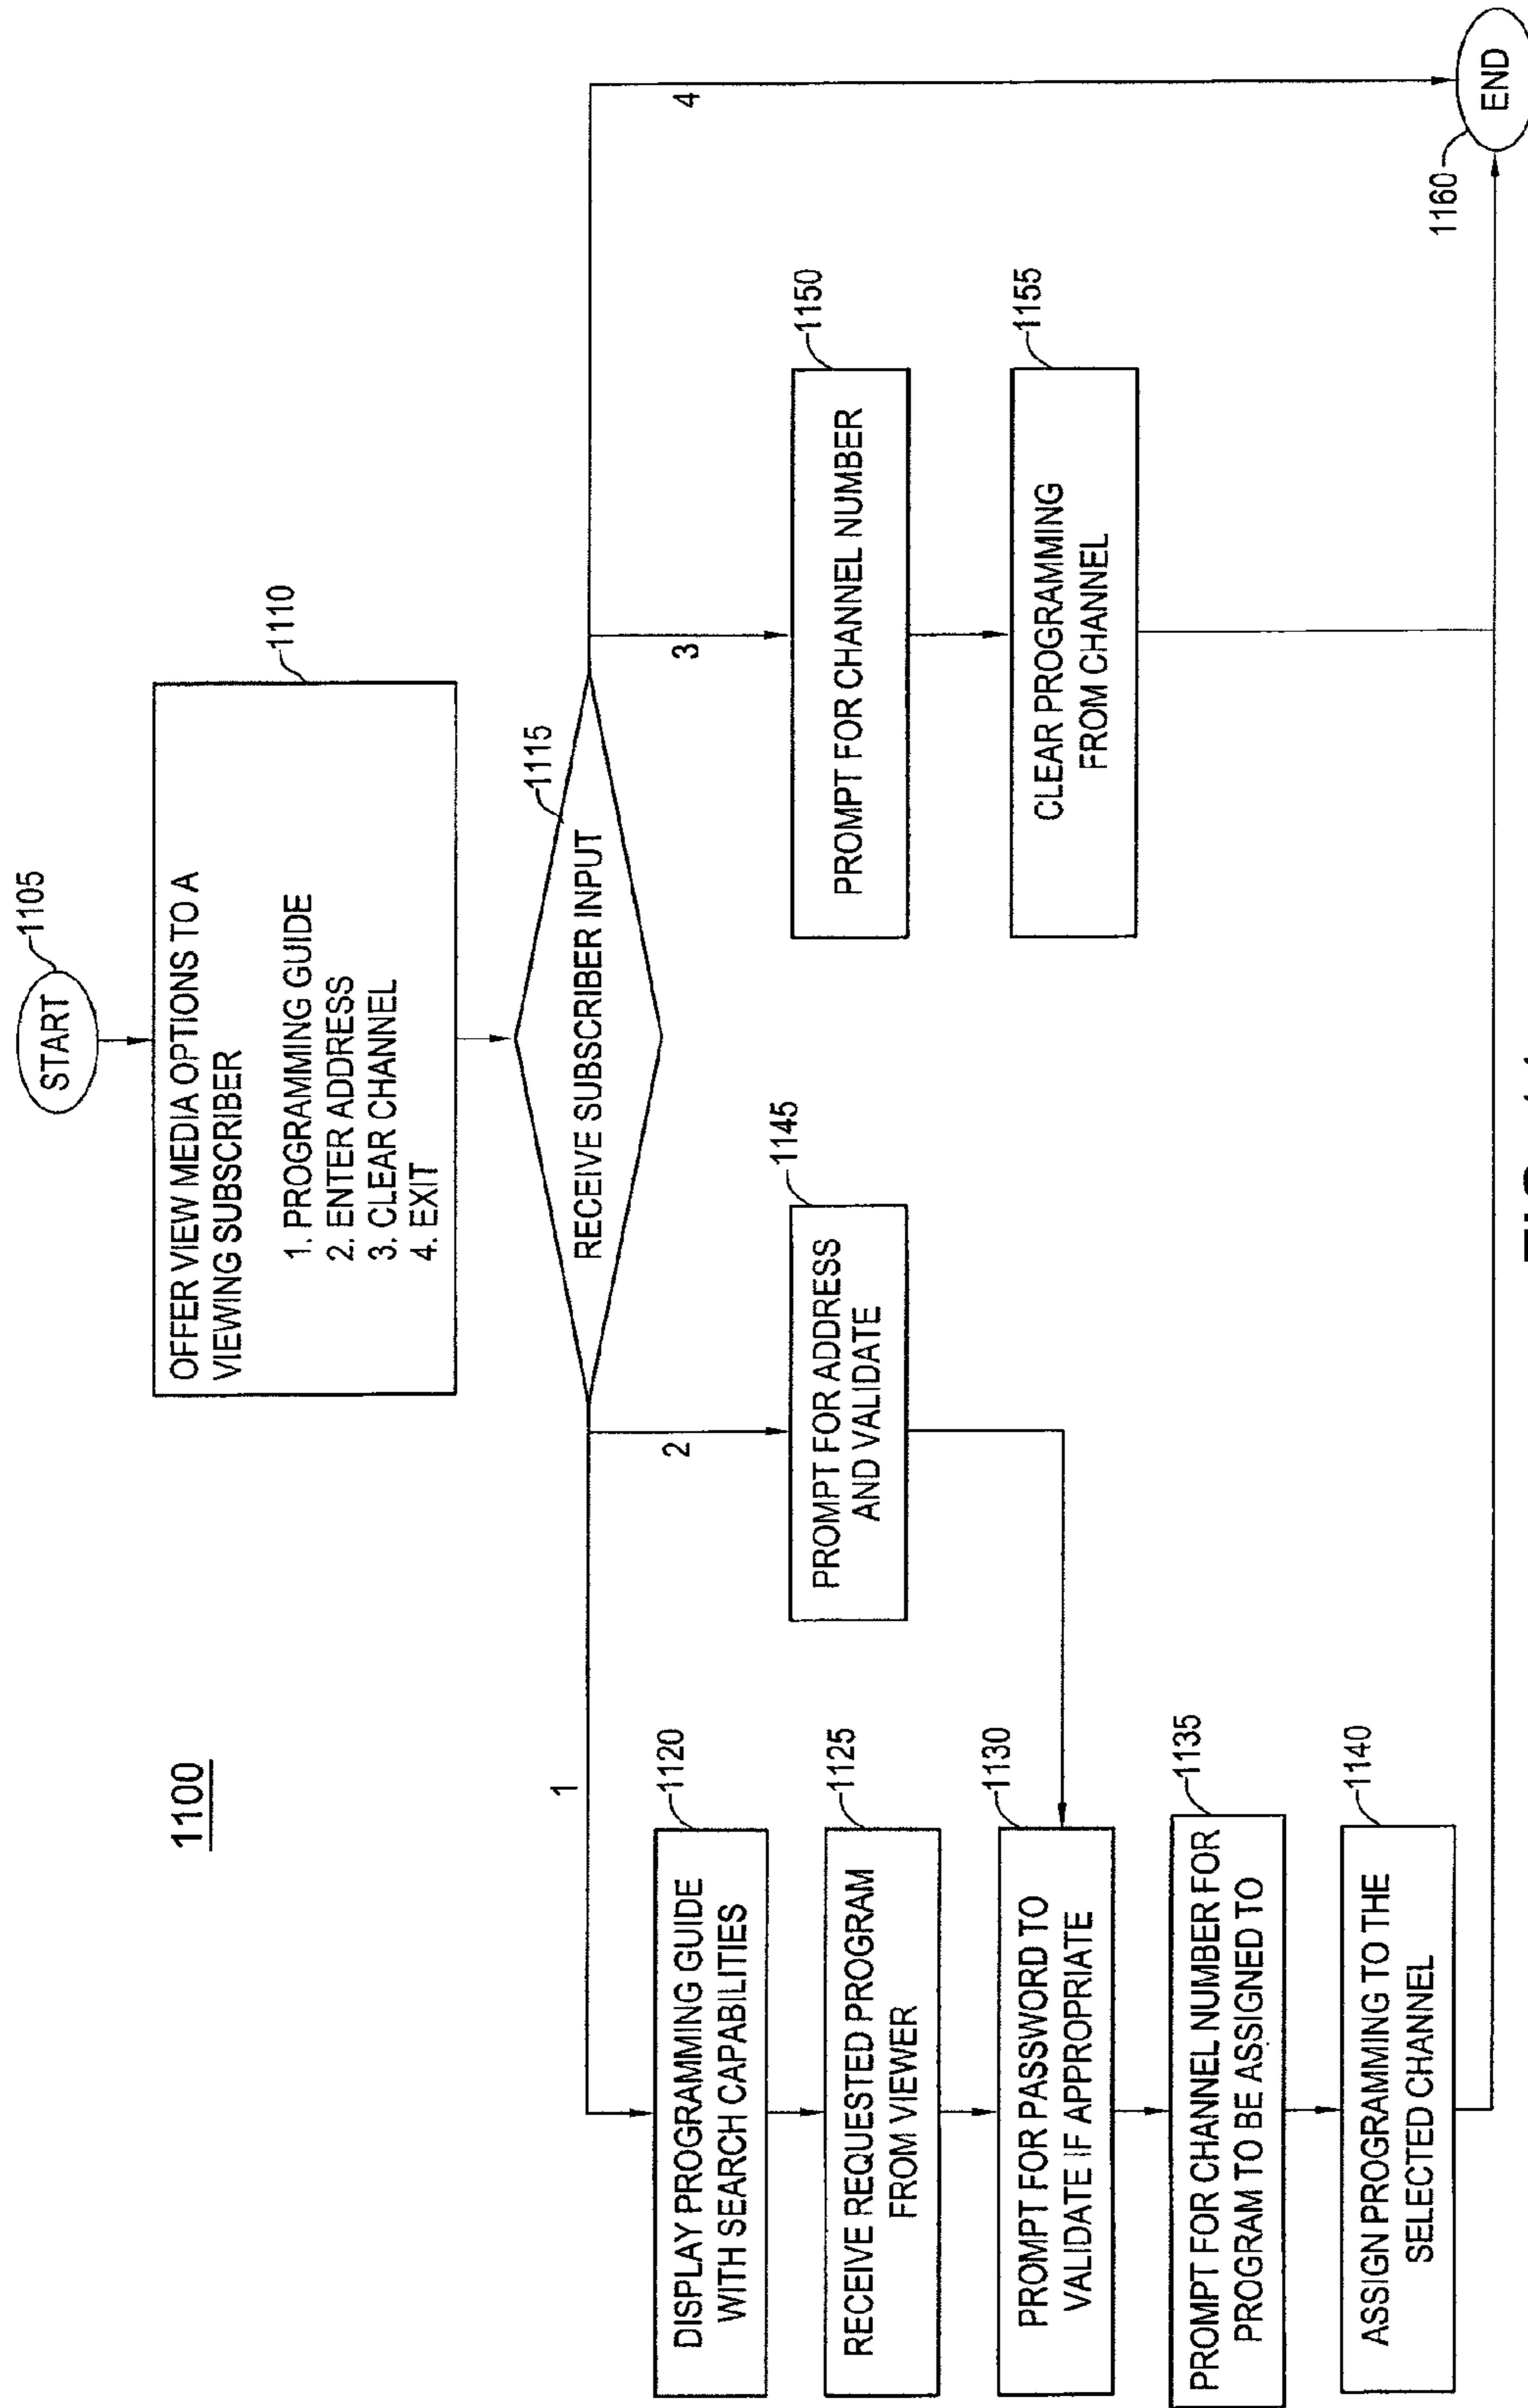 1100
START
1105
OFFER VIEW MEDIA OPTIONS TO A
VIEWING SUBSCRIBER
1. PROGRAMMING GUIDE
2. ENTER ADDRESS
3. CLEAR CHANNEL
4. EXIT
1110
RECEIVE SUBSCRIBER INPUT
1115
1
2
3
4
DISPLAY PROGRAMMING GUIDE
WITH SEARCH CAPABILITIES
1120
RECEIVE REQUESTED PROGRAM
FROM VIEWER
1125
PROMPT FOR PASSWORD TO
VALIDATE IF APPROPRIATE
1130
PROMPT FOR CHANNEL NUMBER FOR
PROGRAM TO BE ASSIGNED TO
1135
ASSIGN PROGRAMMING TO THE
SELECTED CHANNEL
1140
PROMPT FOR ADDRESS
AND VALIDATE
1145
PROMPT FOR CHANNEL NUMBER
1150
CLEAR PROGRAMMING
FROM CHANNEL
1155
1160
END